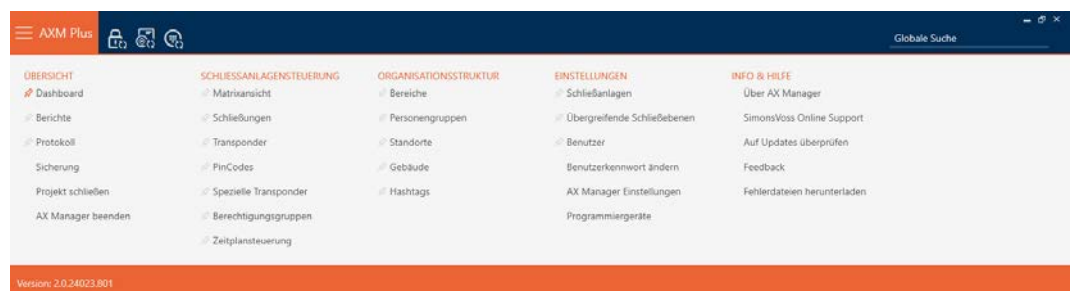 AXM Plus
Globale Suche
ÜBERSICHT
Dashboard
Berichte
Protokoll
Sicherung
Projekt schließen
AX Manager beenden
SCHLIESSANLAGENSTEUERUNG
Matrixansicht
Schließungen
Transponder
PinCodes
Spezielle Transponder
Berechtigungsgruppen
Zeitplansteuerung
ORGANISATIONSSTRUKTUR
Bereiche
Personengruppen
Standorte
Gebäude
Hashtags
EINSTELLUNGEN
Schließanlagen
Übergreifende Schließebenen
Benutzer
Benutzerkennwort ändern
AX Manager Einstellungen
Programmiergeräte
INFO & HILFE
Über AX Manager
SimonsVoss Online Support
Auf Updates überprüfen
Feedback
Fehlerdateien herunterladen
Version: 2.0.24023.801